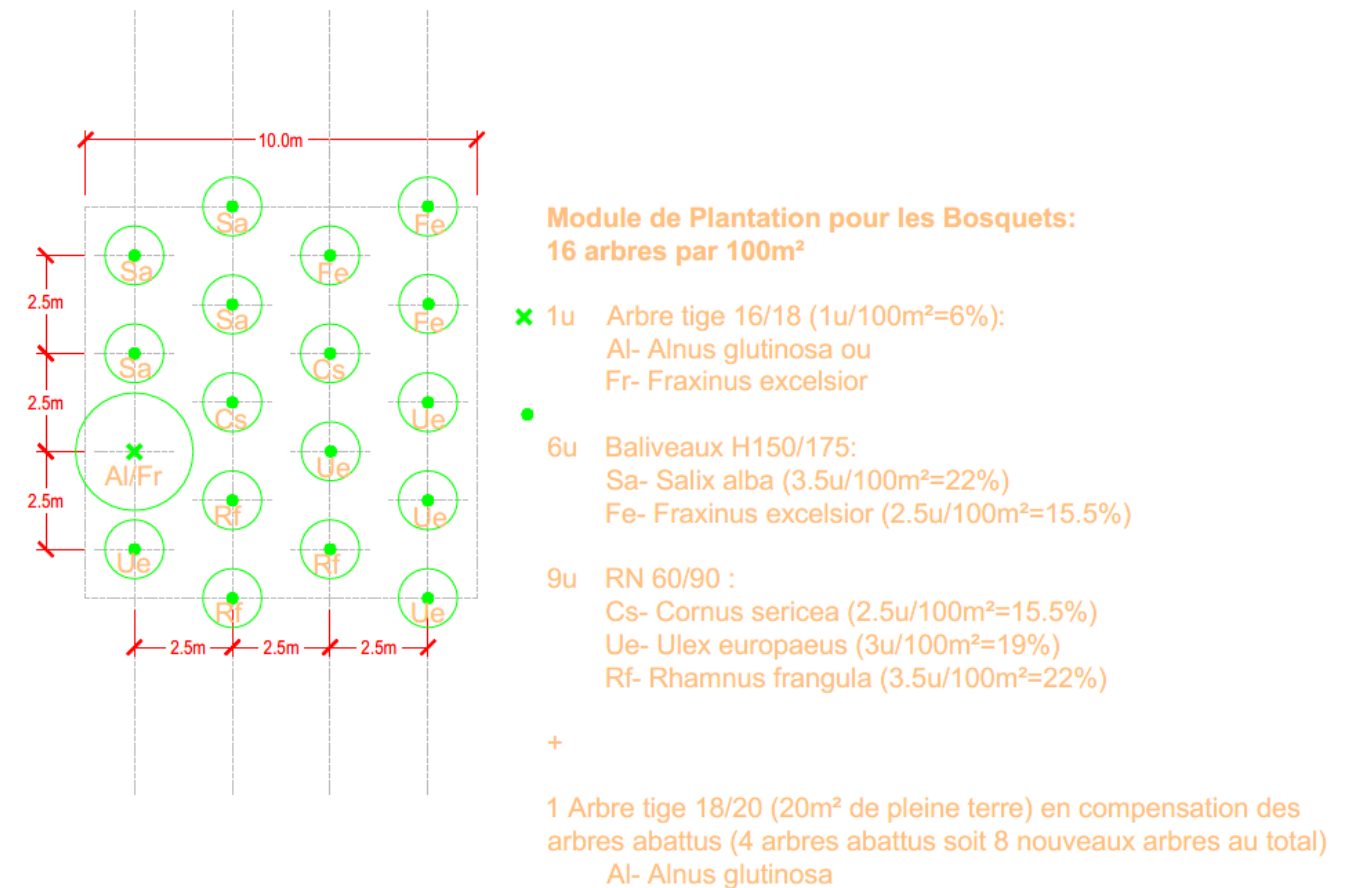 10.0m
Sa
Fe
Sa
Fe
2.5m
Sa
Fe
Sa
Cs
2.5m
Cs
Ue
Al/Fr
Ue
2.5m
Rf
Ue
Ue
Rf
Rf
Ue
2.5m
2.5m
2.5m
Module de Plantation pour les Bosquets:
16 arbres par 100m²
1u Arbre tige 16/18 (1u/100m²=6%):
Al- Alnus glutinosa ou
Fr- Fraxinus excelsior
6u Baliveaux H150/175:
Sa- Salix alba (3.5u/100m²=22%)
Fe- Fraxinus excelsior (2.5u/100m²=15.5%)
9u RN 60/90 :
Cs- Cornus sericea (2.5u/100m²=15.5%)
Ue- Ulex europaeus (3u/100m²=19%)
Rf- Rhamnus frangula (3.5u/100m²=22%)
+
1 Arbre tige 18/20 (20m² de pleine terre) en compensation des
arbres abattus (4 arbres abattus soit 8 nouveaux arbres au total)
Al- Alnus glutinosa